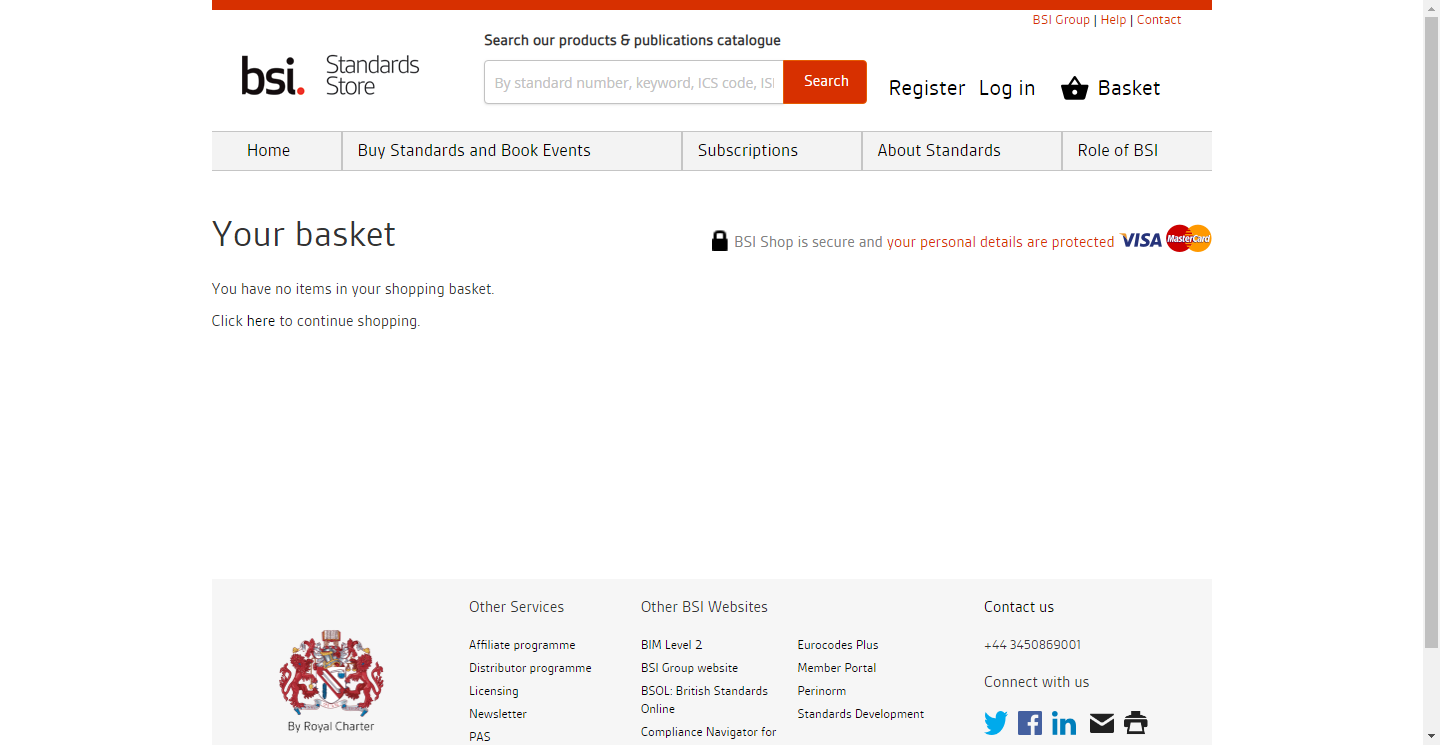 BSI Group | Help | Contact
Search our products & publications catalogue
bsi. Standards Store
By standard number, keyword, ICS code, ISI
Search
Register Log in Basket
Home Buy Standards and Book Events Subscriptions About Standards Role of BSI
Your basket
BSI Shop is secure and your personal details are protected VISA MasterCard
You have no items in your shopping basket.
Click here to continue shopping.
By Royal Charter
Other Services
Affiliate programme
Distributor programme
Licensing
Newsletter
PAS
Other BSI Websites
BIM Level 2
BSI Group website
BSOL: British Standards
Online
Compliance Navigator for
Eurocodes Plus
Member Portal
Perinorm
Standards Development
Contact us
+44 3450869001
Connect with us